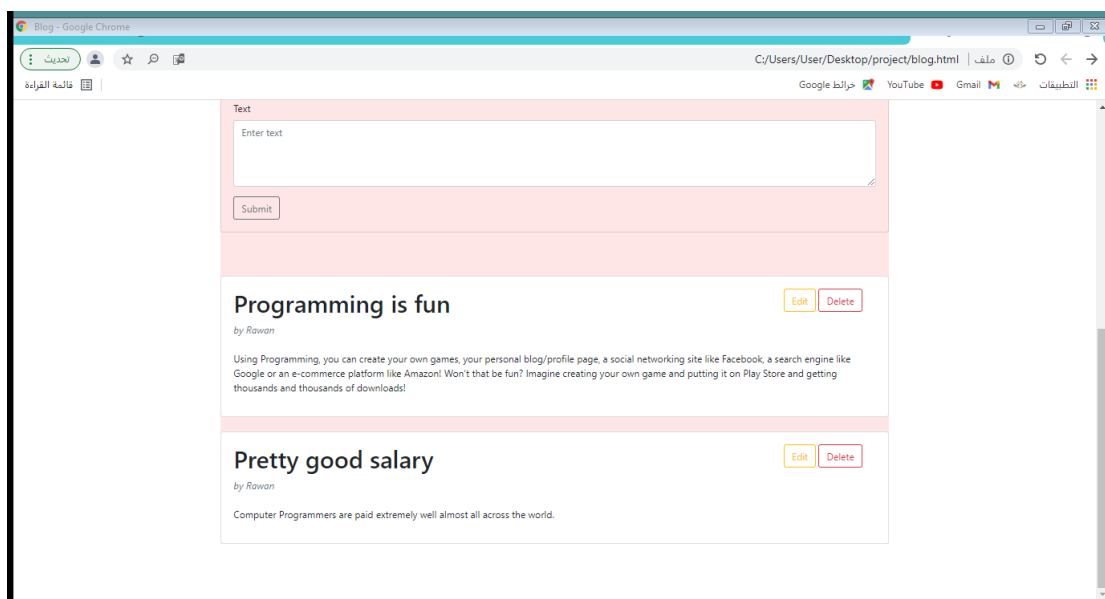 Blog - Google Chrome
تحديث
ملف | C:/Users/User/Desktop/project/blog.html
التطبيقات
Gmail
YouTube
خرائط Google
قائمة القراءة
Text
Enter text
Submit
Programming is fun
Edit
Delete
by Rawan
Using Programming, you can create your own games, your personal blog/profile page, a social networking site like Facebook, a search engine like
Google or an e-commerce platform like Amazon! Won't that be fun? Imagine creating your own game and putting it on Play Store and getting
thousands and thousands of downloads!
Pretty good salary
Edit
Delete
by Rawan
Computer Programmers are paid extremely well almost all across the world.